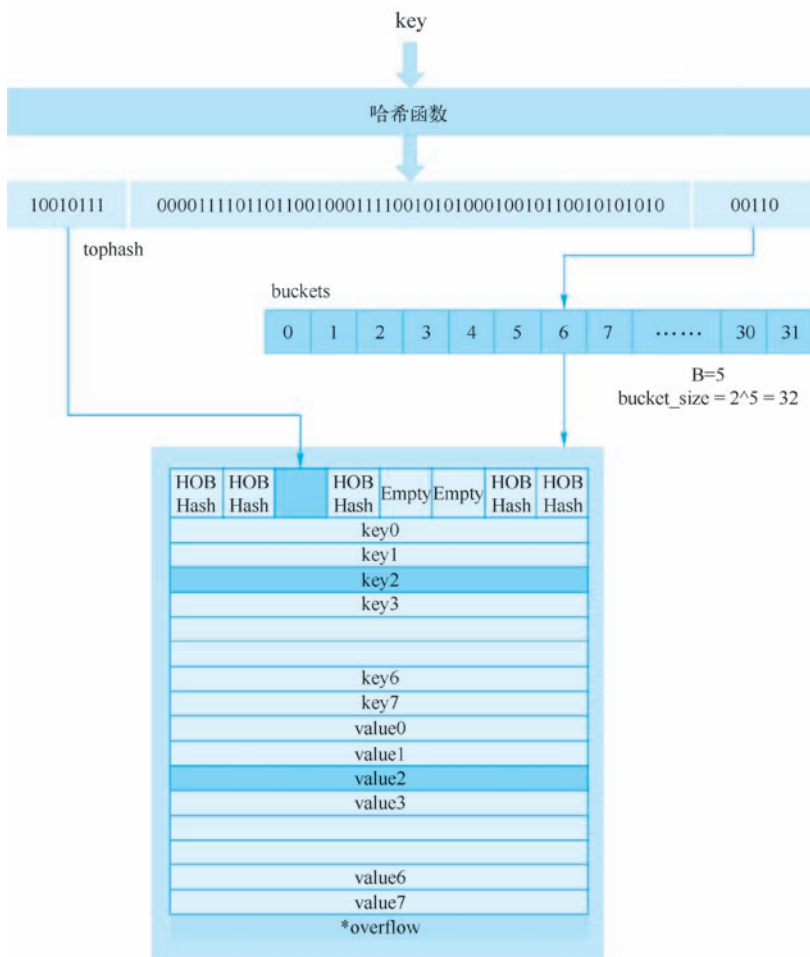 key
哈希函数
10010111 000011110110110010001111001010100010010110010101010 00110
tophash
buckets
0 1 2 3 4 5 6 7 …… 30 31
B=5
bucket_size = 2^5 = 32
HOB Hash HOB Hash HOB Hash Empty Empty HOB Hash HOB Hash
key0
key1
key2
key3
key6
key7
value0
value1
value2
value3
value6
value7
*overflow